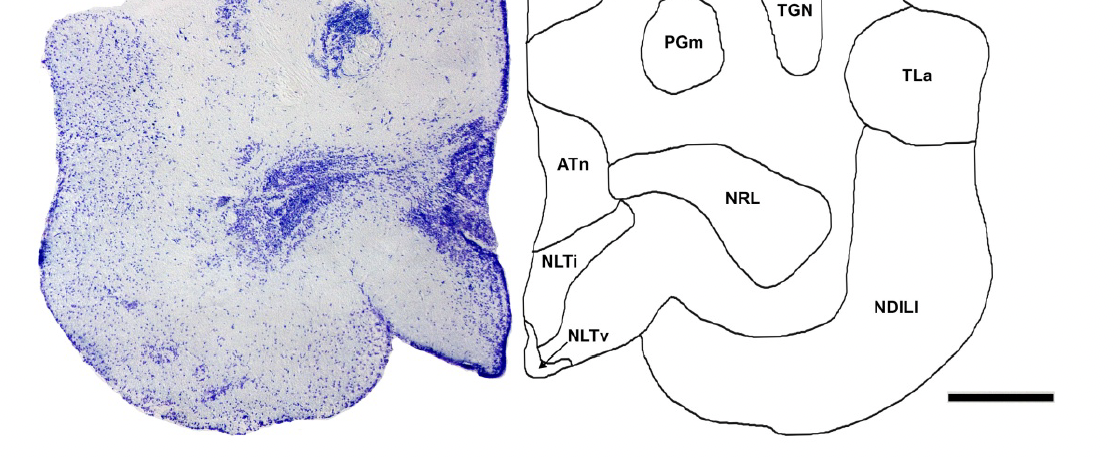 TGN
PGm
TLa
ATn
NRL
NLTi
NDILI
NLTv